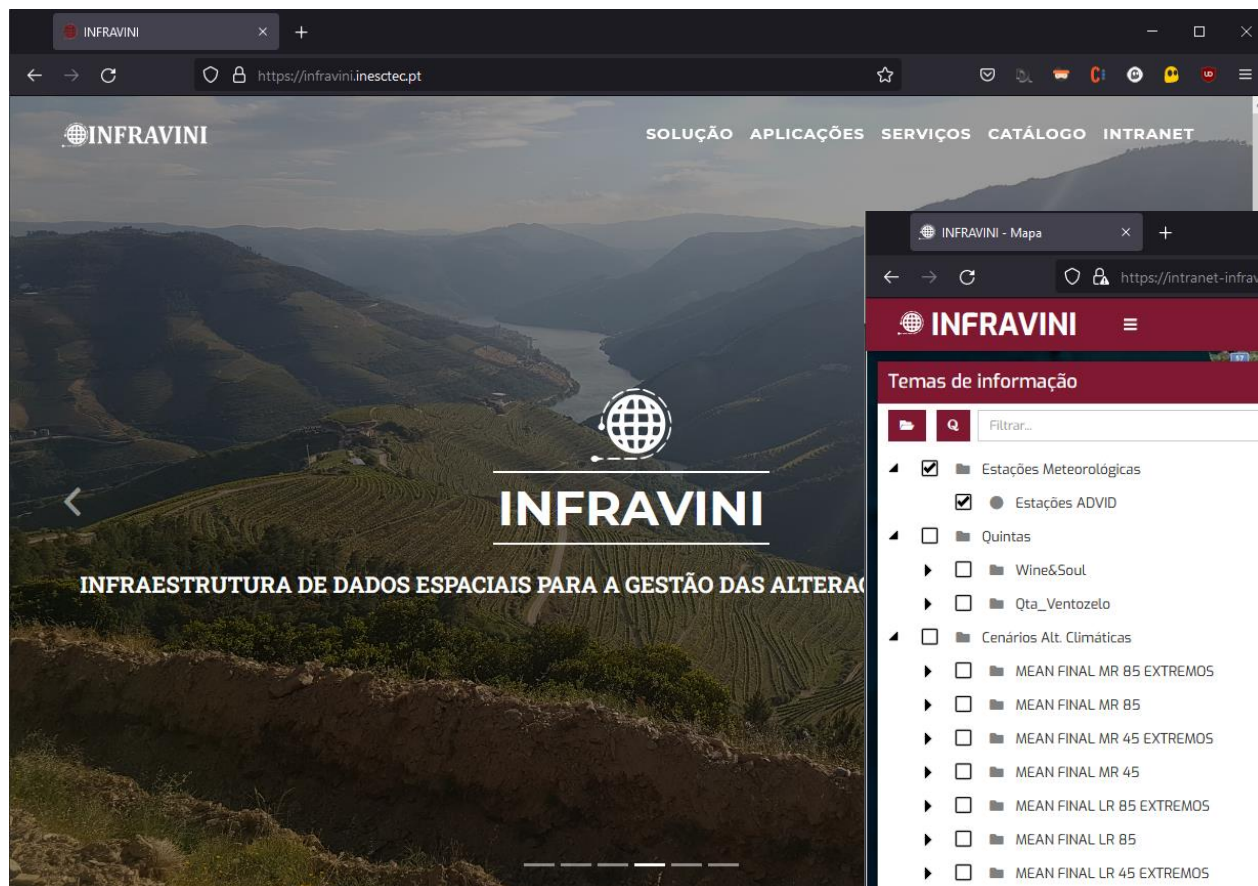 INFRAVINI
https://infravini.inesctec.pt
INFRAVINI
SOLUÇÃO APLICAÇÕES SERVIÇOS CATÁLOGO INTRANET
INFRAVINI
INFRAESTRUTURA DE DADOS ESPACIAIS PARA A GESTÃO DAS ALTERAÇ
INFRAVINI - Mapa
https://intranet-infrav
INFRAVINI
57
Temas de informação
Filtrar...
Estações Meteorológicas
Estações ADVID
Quintas
Wine&Soul
Qta_Ventozelo
Cenários Alt. Climáticas
MEAN FINAL MR 85 EXTREMOS
MEAN FINAL MR 85
MEAN FINAL MR 45 EXTREMOS
MEAN FINAL MR 45
MEAN FINAL LR 85 EXTREMOS
MEAN FINAL LR 85
MEAN FINAL LR 45 EXTREMOS